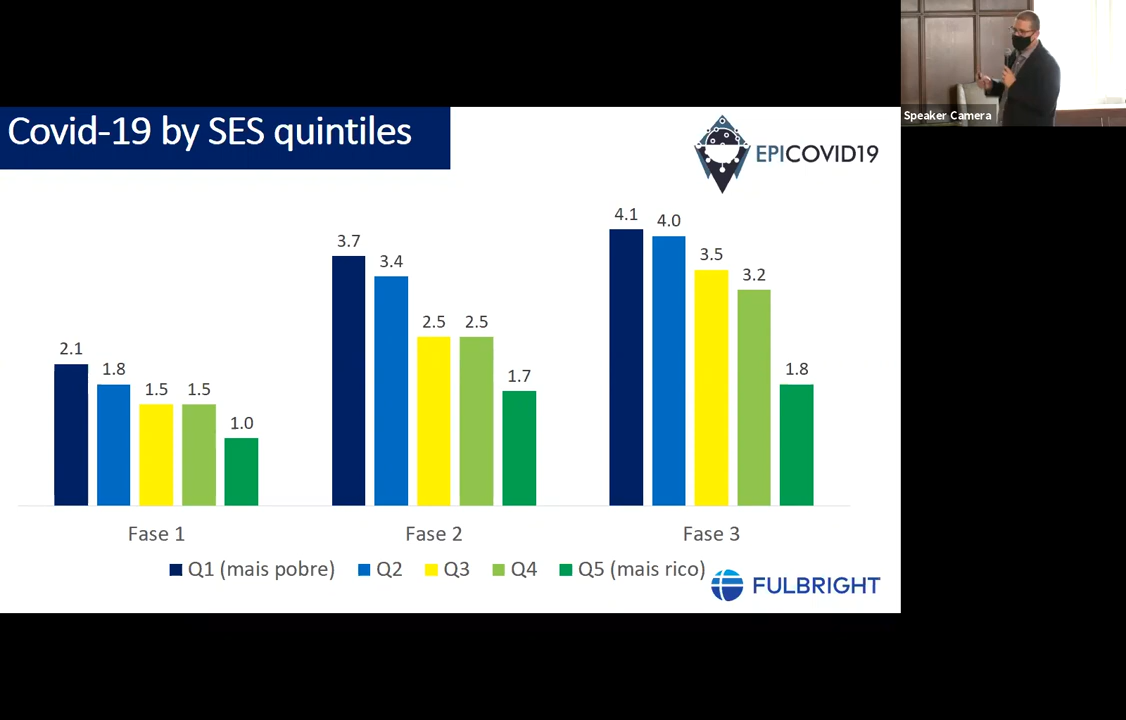 Speaker Camera
Covid-19 by SES quintiles
EPICOVID19
2.1
1.8
1.5
1.5
1.0
3.7
3.4
2.5
2.5
1.7
4.1
4.0
3.5
3.2
1.8
Fase 1
Fase 2
Fase 3
Q1 (mais pobre)
Q2
Q3
Q4
Q5 (mais rico)
FULBRIGHT